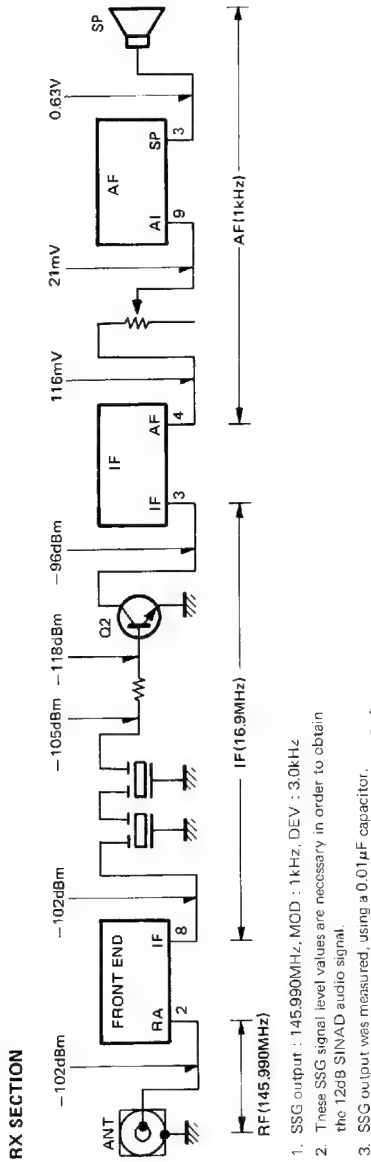 RX SECTION
-102dBm
-102dBm
-105dBm
-118dBm
-96dBm
116mV
21mV
0.63V
ANT
FRONT END
RA
IF
2
8
Q2
IF
IF
AF
3
4
AF
AI
SP
9
3
SP
RF(145.990MHz)
IF(16.9MHz)
AF(1kHz)
1. SSG output : 145.990MHz, MOD : 1kHz, DEV : 3.0kHz
2. These SSG signal level values are necessary in order to obtain
the 12dB SINAD audio signal.
3. SSG output was measured, using a 0.01μF capacitor.